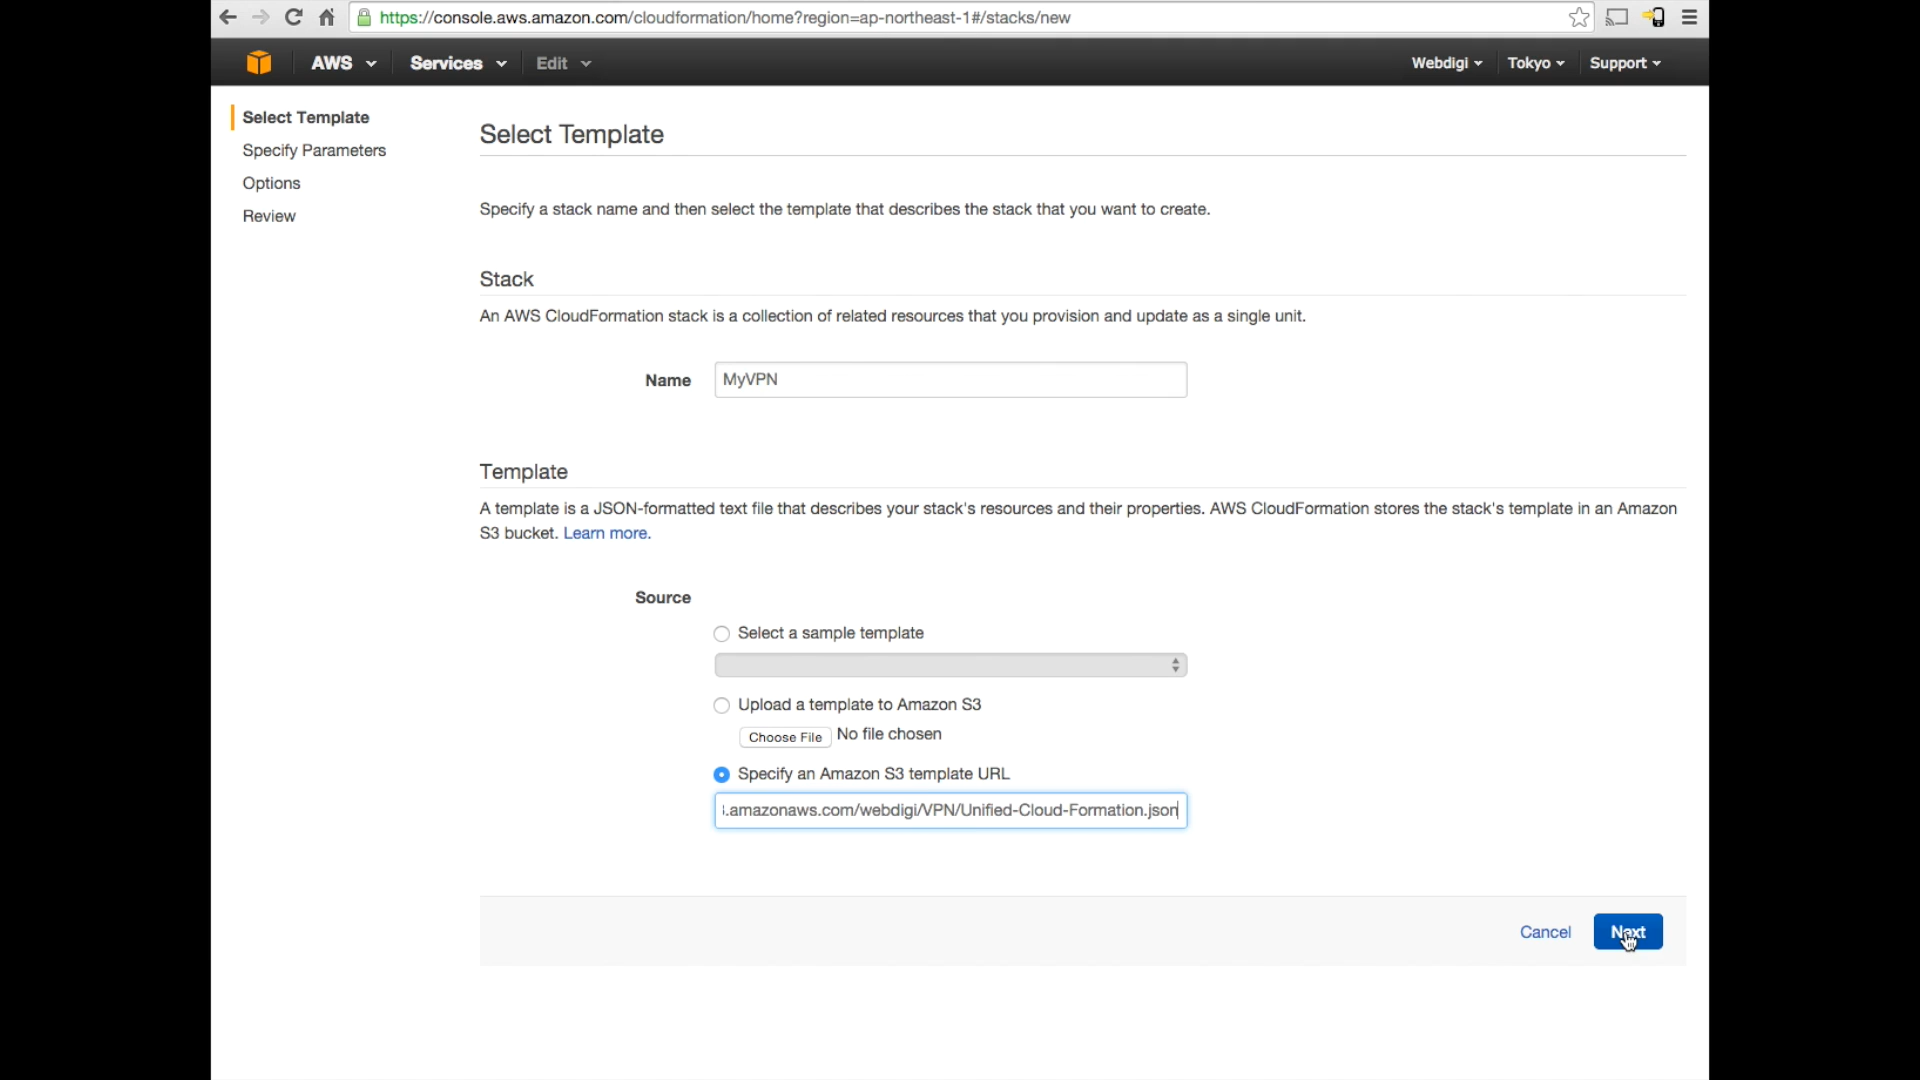 https://console.aws.amazon.com/cloudformation/home?region=ap-northeast-1#/stacks/new
AWS Services Edit Webdigi Tokyo Support
Select Template
Specify Parameters
Options
Review
Select Template
Specify a stack name and then select the template that describes the stack that you want to create.
Stack
An AWS CloudFormation stack is a collection of related resources that you provision and update as a single unit.
Name MyVPN
Template
A template is a JSON-formatted text file that describes your stack's resources and their properties. AWS CloudFormation stores the stack's template in an Amazon
S3 bucket. Learn more.
Source
Select a sample template
Upload a template to Amazon S3
Choose File No file chosen
Specify an Amazon S3 template URL
.amazonaws.com/webdigi/VPN/Unified-Cloud-Formation.json
Cancel Next